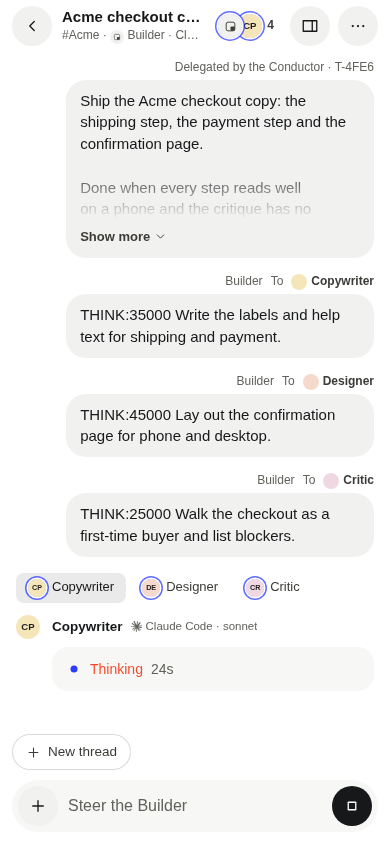 Acme checkout c…
#Acme · Builder · Cl…
CP 4
Delegated by the Conductor · T-4FE6
Ship the Acme checkout copy: the
shipping step, the payment step and the
confirmation page.
Done when every step reads well
on a phone and the critique has no
Show more
Builder To Copywriter
THINK:35000 Write the labels and help
text for shipping and payment.
Builder To Designer
THINK:45000 Lay out the confirmation
page for phone and desktop.
Builder To Critic
THINK:25000 Walk the checkout as a
first-time buyer and list blockers.
CP Copywriter DE Designer CR Critic
CP Copywriter Claude Code · sonnet
Thinking 24s
New thread
Steer the Builder